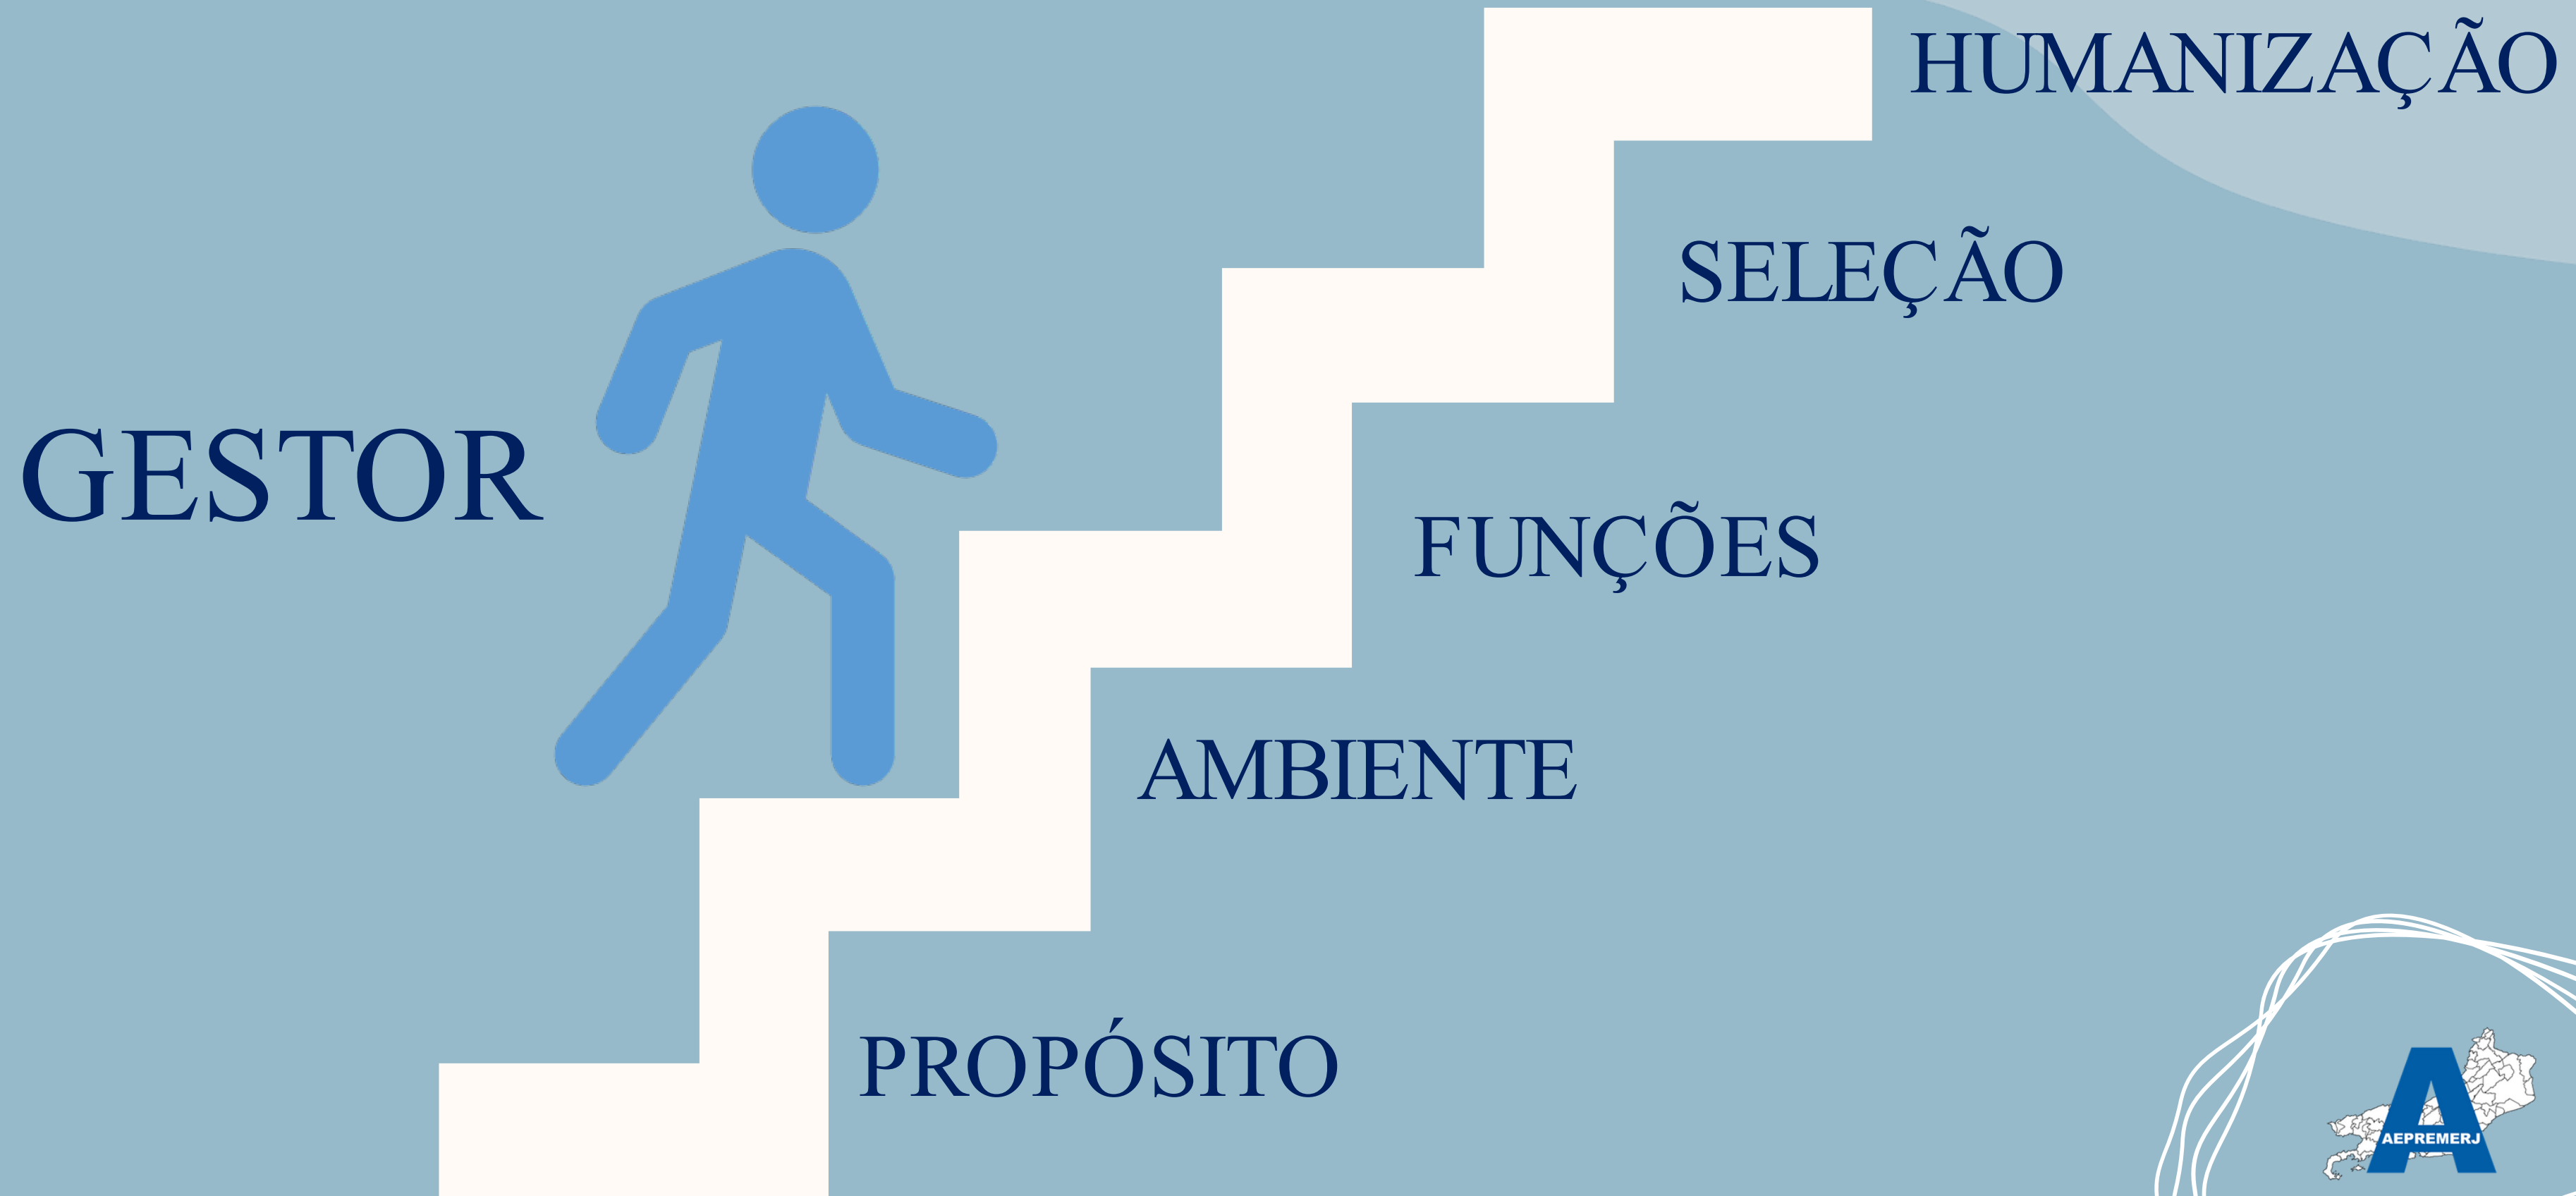 HUMANIZAÇÃO
SELEÇÃO
GESTOR
FUNÇÕES
AMBIENTE
PROPÓSITO
AEPREMERJ